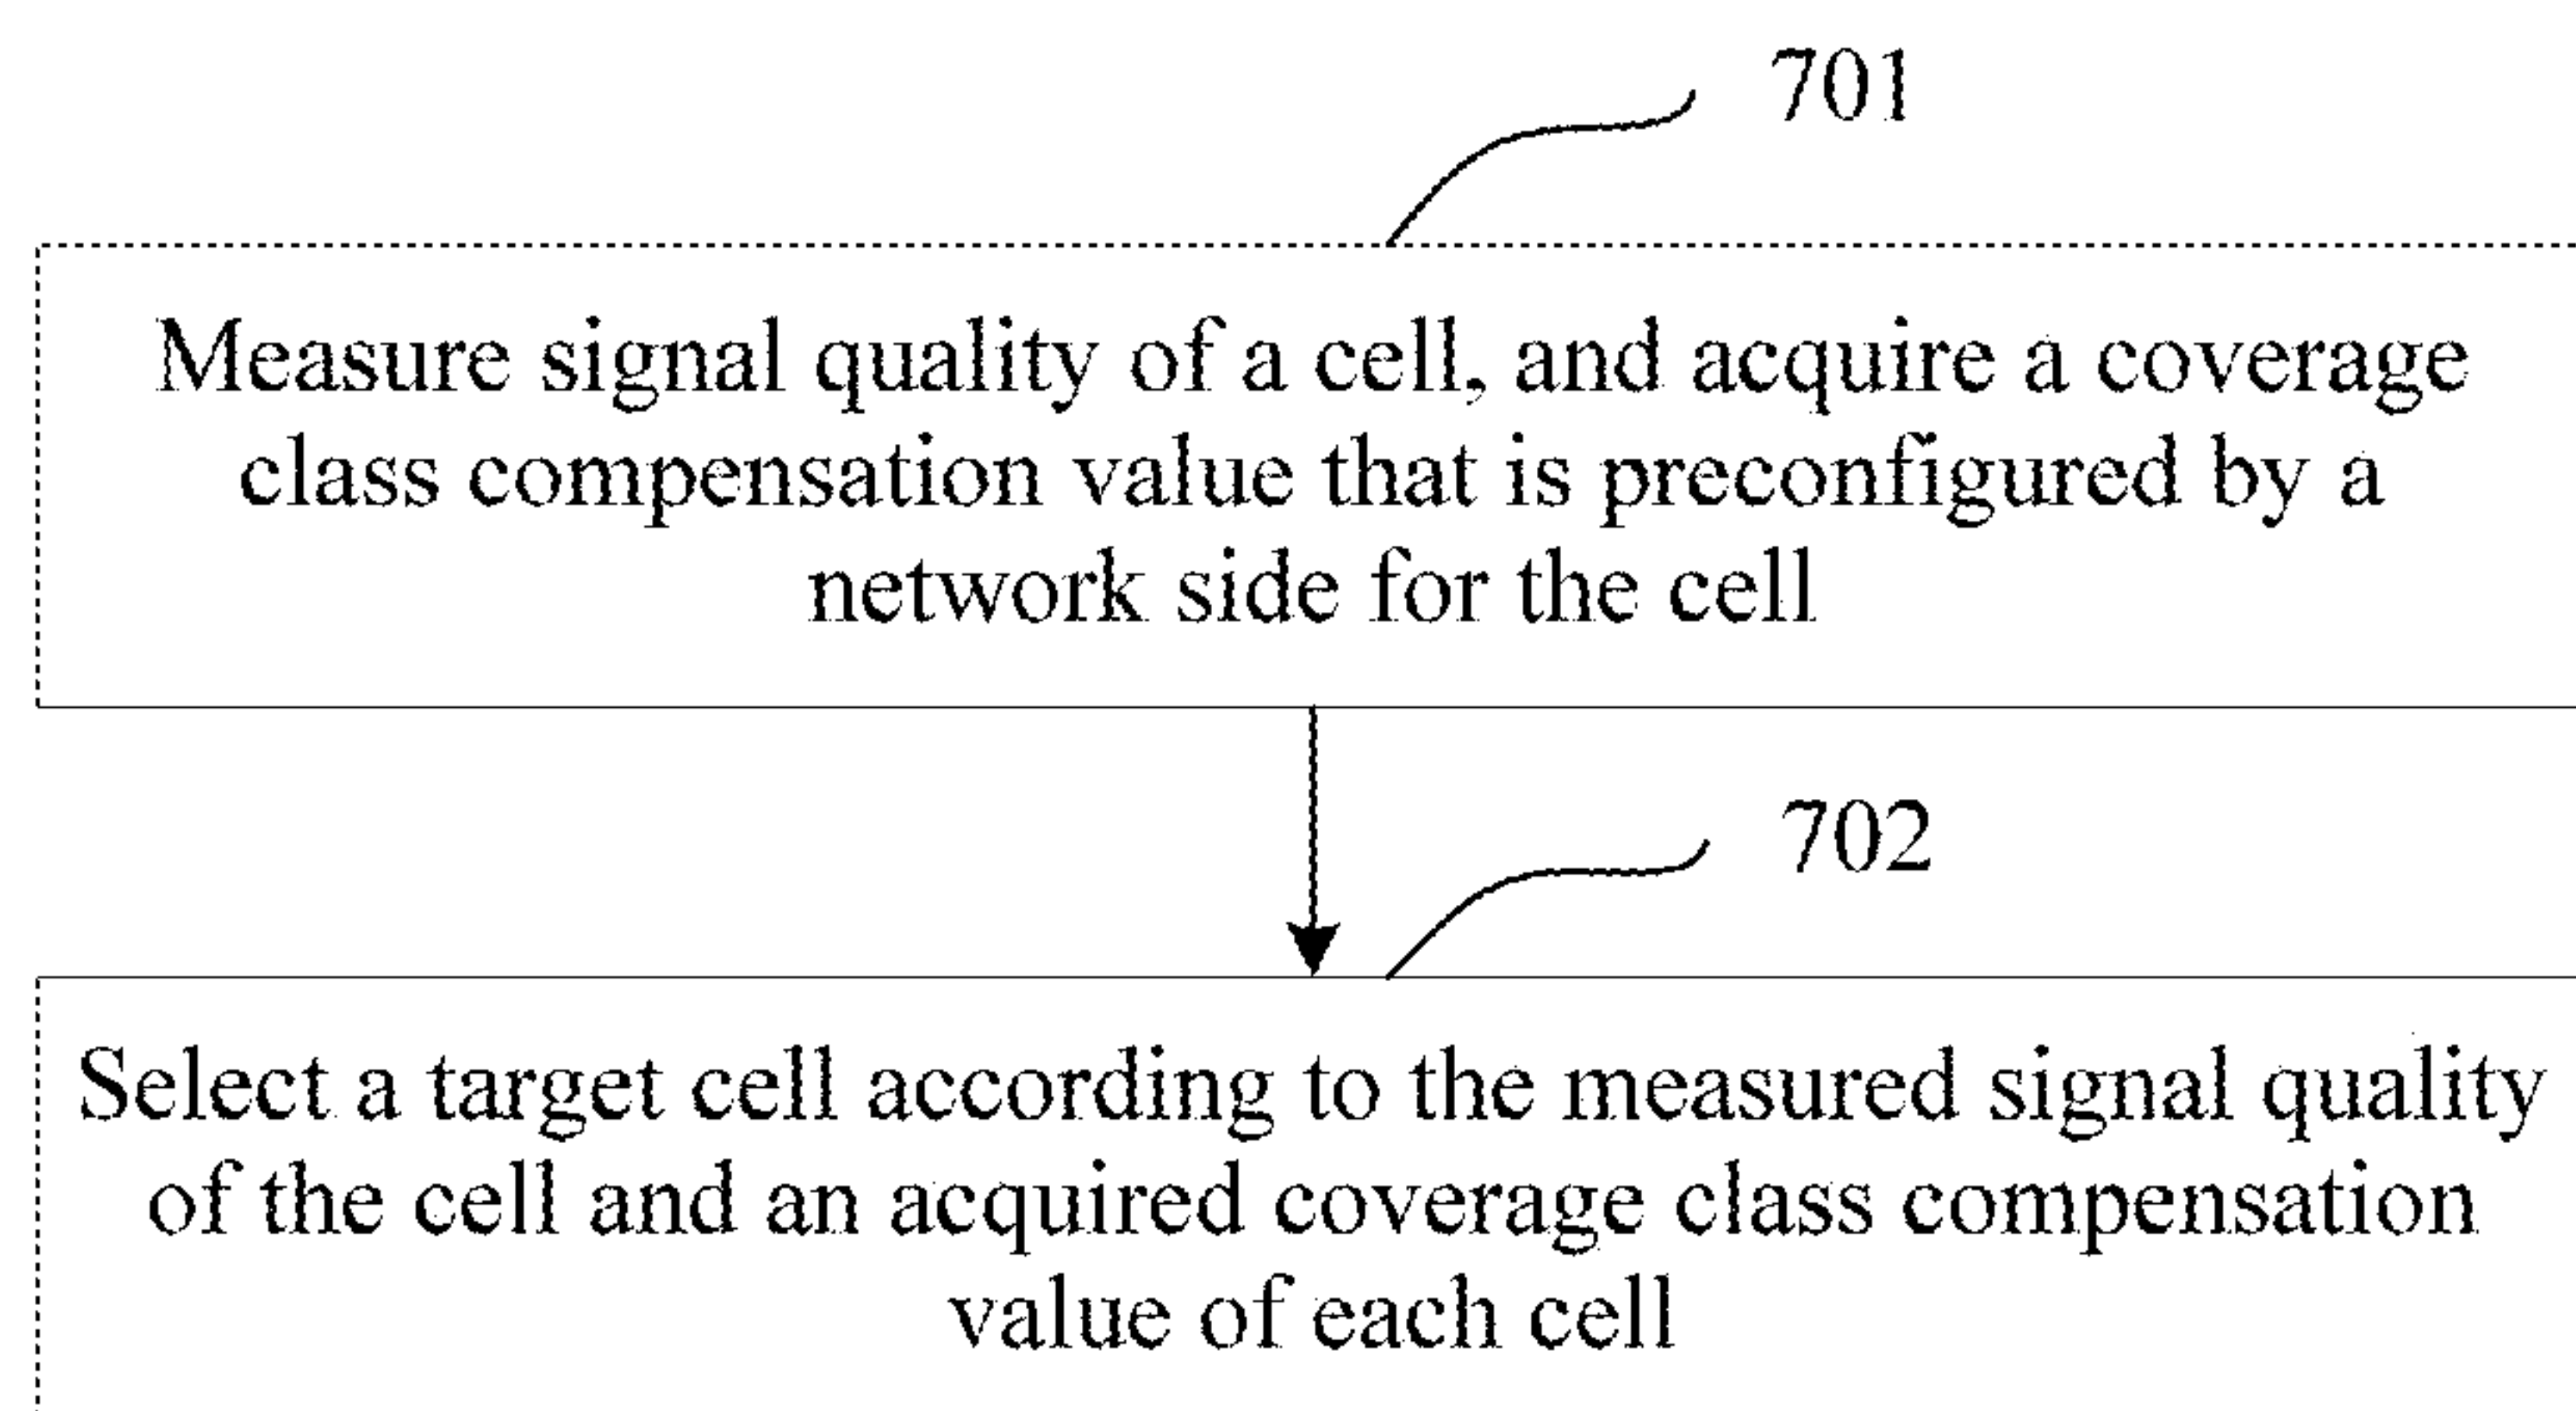 701
Measure signal quality of a cell, and acquire a coverage
class compensation value that is preconfigured by a
network side for the cell
702
Select a target cell according to the measured signal quality
of the cell and an acquired coverage class compensation
value of each cell